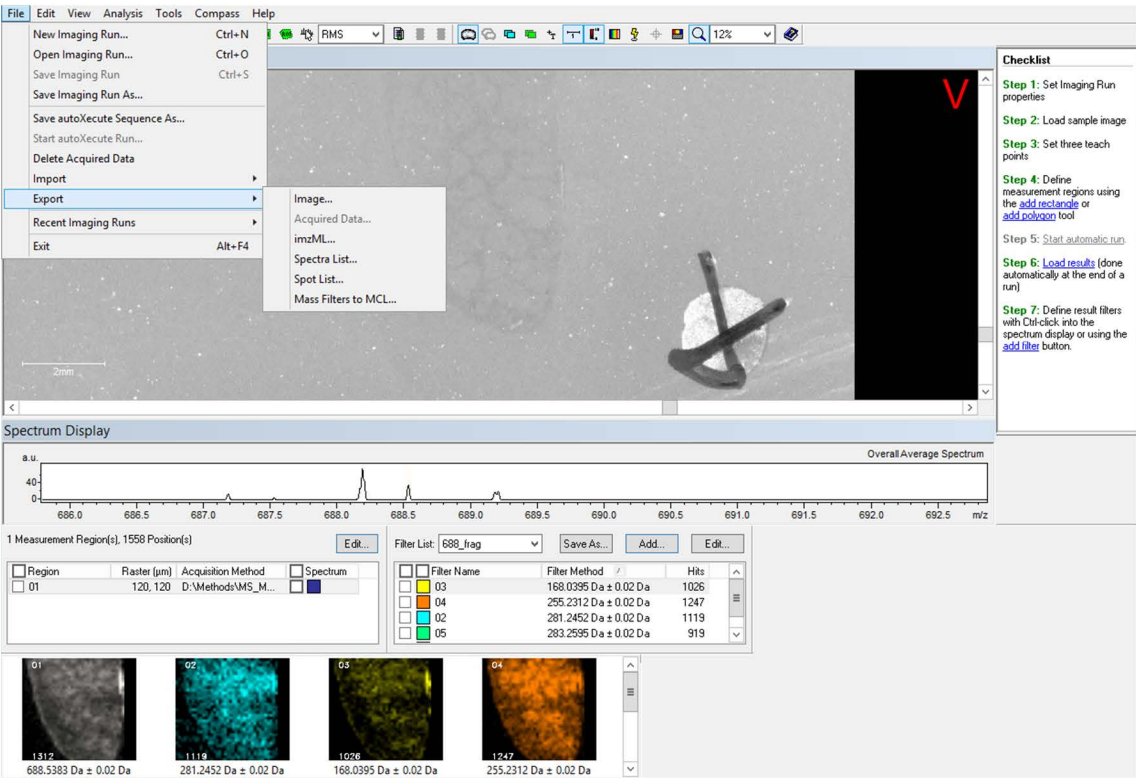 File Edit View Analysis Tools Compass Help
New Imaging Run... Ctrl+N
Open Imaging Run... Ctrl+O
Save Imaging Run Ctrl+S
Save Imaging Run As...
Save autoXecute Sequence As...
Start autoXecute Run...
Delete Acquired Data
Import
Export
Recent Imaging Runs
Exit Alt+F4
Image...
Acquired Data...
imzML...
Spectra List...
Spot List...
Mass Filters to MCL...
RMS
12%
V
2mm
Checklist
Step 1: Set Imaging Run
properties
Step 2: Load sample image
Step 3: Set three teach
points
Step 4: Define
measurement regions using
the add rectangle or
add polygon tool
Step 5: Start automatic run.
Step 6: Load results (done
automatically at the end of a
run)
Step 7: Define result filters
with Ctrl-click into the
spectrum display or using the
add filter button.
Spectrum Display
Overall Average Spectrum
a.u.
40
0
686.0 686.5 687.0 687.5 688.0 688.5 689.0 689.5 690.0 690.5 691.0 691.5 692.0 692.5 m/z
1 Measurement Region(s), 1558 Position(s) Edit...
Region Raster (µm) Acquisition Method Spectrum
01 120, 120 D:\Methods\MS_M...
Filter List: 688_frag Save As... Add... Edit...
Filter Name Filter Method Hits
03 168.0395 Da ± 0.02 Da 1026
04 255.2312 Da ± 0.02 Da 1247
02 281.2452 Da ± 0.02 Da 1119
05 283.2595 Da ± 0.02 Da 919
01 02 03 04
1312 1119 1026 1247
688.5383 Da ± 0.02 Da 281.2452 Da ± 0.02 Da 168.0395 Da ± 0.02 Da 255.2312 Da ± 0.02 Da